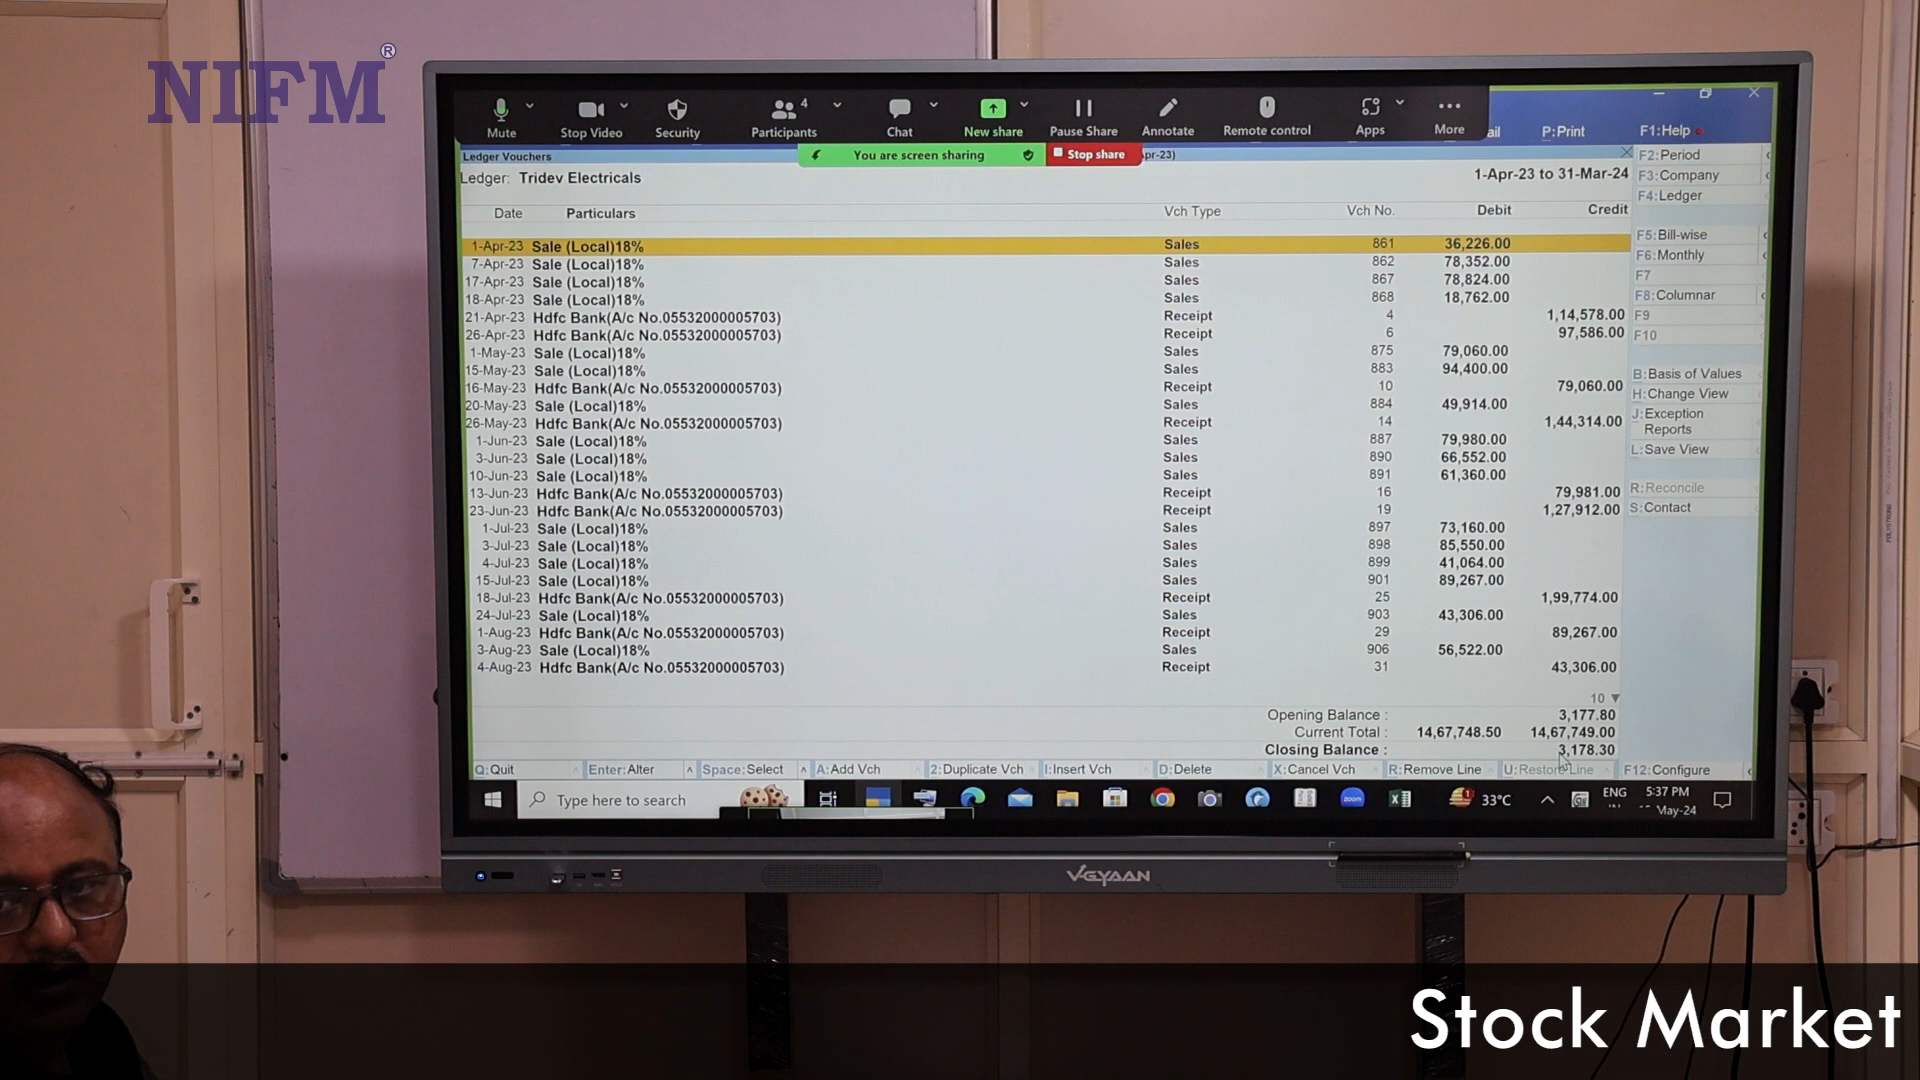 NIFM®
Mute Stop Video Security Participants 4 Chat New share Pause Share Annotate Remote control Apps More
ail P:Print F1:Help
You are screen sharing Stop share
Ledger Vouchers pr-23)
Ledger: Tridev Electricals 1-Apr-23 to 31-Mar-24
Date Particulars Vch Type Vch No. Debit Credit
1-Apr-23 Sale (Local)18% Sales 861 36,226.00
7-Apr-23 Sale (Local)18% Sales 862 78,352.00
17-Apr-23 Sale (Local)18% Sales 867 78,824.00
18-Apr-23 Sale (Local)18% Sales 868 18,762.00
21-Apr-23 Hdfc Bank(A/c No.05532000005703) Receipt 4 1,14,578.00
26-Apr-23 Hdfc Bank(A/c No.05532000005703) Receipt 6 97,586.00
1-May-23 Sale (Local)18% Sales 875 79,060.00
15-May-23 Sale (Local)18% Sales 883 94,400.00
16-May-23 Hdfc Bank(A/c No.05532000005703) Receipt 10 79,060.00
20-May-23 Sale (Local)18% Sales 884 49,914.00
26-May-23 Hdfc Bank(A/c No.05532000005703) Receipt 14 1,44,314.00
1-Jun-23 Sale (Local)18% Sales 887 79,980.00
3-Jun-23 Sale (Local)18% Sales 890 66,552.00
10-Jun-23 Sale (Local)18% Sales 891 61,360.00
13-Jun-23 Hdfc Bank(A/c No.05532000005703) Receipt 16 79,981.00
23-Jun-23 Hdfc Bank(A/c No.05532000005703) Receipt 19 1,27,912.00
1-Jul-23 Sale (Local)18% Sales 897 73,160.00
3-Jul-23 Sale (Local)18% Sales 898 85,550.00
4-Jul-23 Sale (Local)18% Sales 899 41,064.00
15-Jul-23 Sale (Local)18% Sales 901 89,267.00
18-Jul-23 Hdfc Bank(A/c No.05532000005703) Receipt 25 1,99,774.00
24-Jul-23 Sale (Local)18% Sales 903 43,306.00
1-Aug-23 Hdfc Bank(A/c No.05532000005703) Receipt 29 89,267.00
3-Aug-23 Sale (Local)18% Sales 906 56,522.00
4-Aug-23 Hdfc Bank(A/c No.05532000005703) Receipt 31 43,306.00
10 ▼
Opening Balance : 3,177.80
Current Total : 14,67,748.50 14,67,749.00
Closing Balance : 3,178.30
F2:Period
F3:Company
F4:Ledger
F5:Bill-wise
F6:Monthly
F7
F8:Columnar
F9
F10
B:Basis of Values
H:Change View
J:Exception
Reports
L:Save View
R:Reconcile
S:Contact
Q:Quit Enter:Alter Space:Select A:Add Vch 2:Duplicate Vch I:Insert Vch D:Delete X:Cancel Vch R:Remove Line U:Restore Line F12:Configure
Type here to search zoom 1 33°C ENG 5:37 PM
May-24
VGYAAN
Stock Market